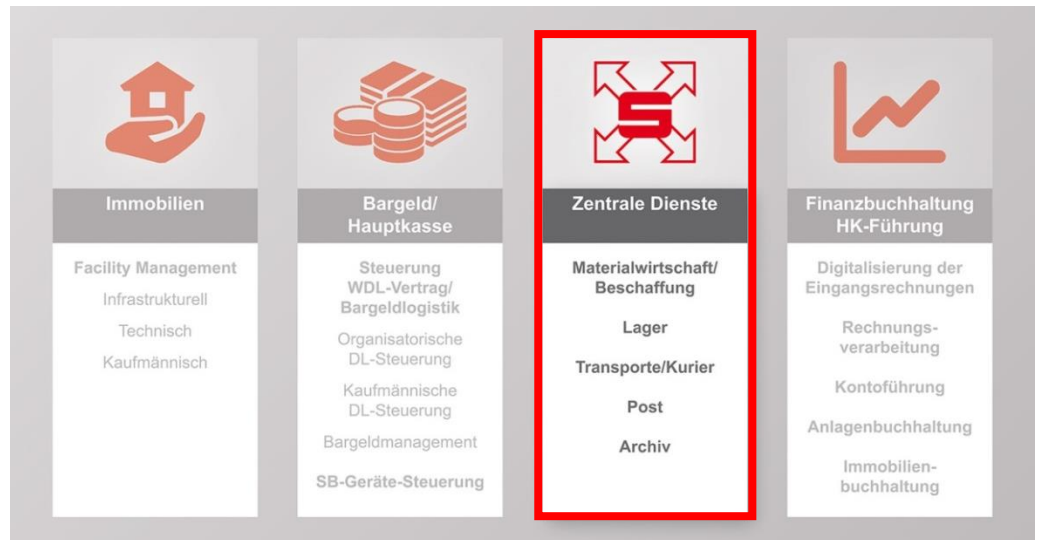 Immobilien
Facility Management
Infrastrukturell
Technisch
Kaufmännisch
Bargeld/
Hauptkasse
Steuerung
WDL-Vertrag/
Bargeldlogistik
Organisatorische
DL-Steuerung
Kaufmännische
DL-Steuerung
Bargeldmanagement
SB-Geräte-Steuerung
S
Zentrale Dienste
Materialwirtschaft/
Beschaffung
Lager
Transporte/Kurier
Post
Archiv
Finanzbuchhaltung
HK-Führung
Digitalisierung der
Eingangsrechnungen
Rechnungs-
verarbeitung
Kontoführung
Anlagenbuchhaltung
Immobilien-
buchhaltung